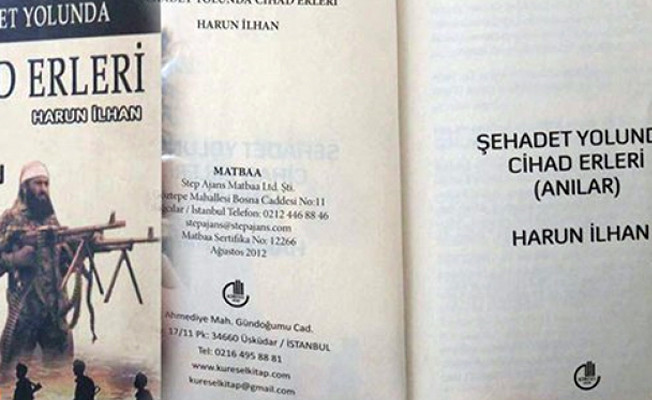 ET YOLUNDA
D ERLERİ
HARUN İLHAN
YOLUNDA CİHAD ERLERİ
HARUN İLHAN
MATBAA
Step Ajans Matbaa Ltd. Şti.
öztepe Mahallesi Bosna Caddesi No:11
/ İstanbul Telefon: 0212 446 88 46
stepajans@stepajans.com
Matbaa Sertifika No: 12266
Ağustos 2012
Ahmediye Mah. Gündoğumu Cad.
17/11 Pk: 34660 Üsküdar / İSTANBUL
Tel: 0216 495 88 81
www.kureselkitap.com
kureselkitap@gmail.com
ŞEHADET YOLUND
CİHAD ERLERİ
(ANILAR)
HARUN İLHAN